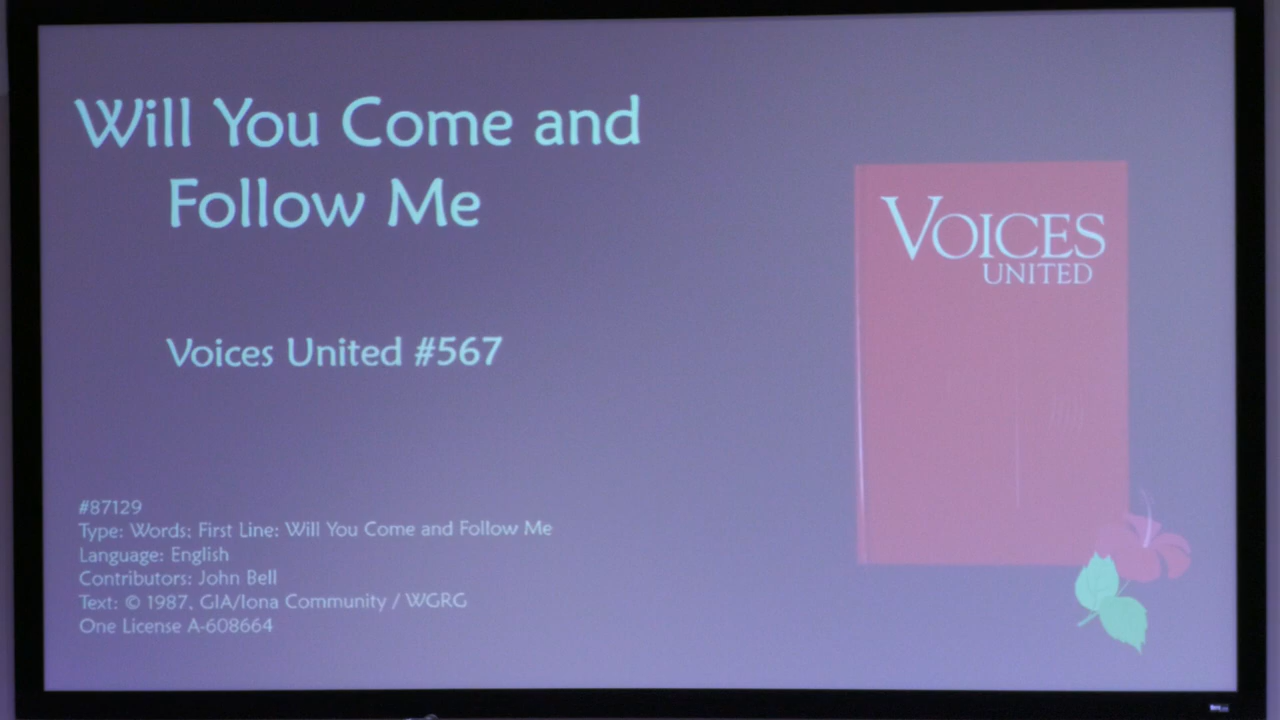 Will You Come and
Follow Me
Voices United #567
VOICES
UNITED
#87129
Type: Words: First Line: Will You Come and Follow Me
Language: English
Contributors: John Bell
Text: © 1987, GIA/Iona Community / WGRG
One License A-608664